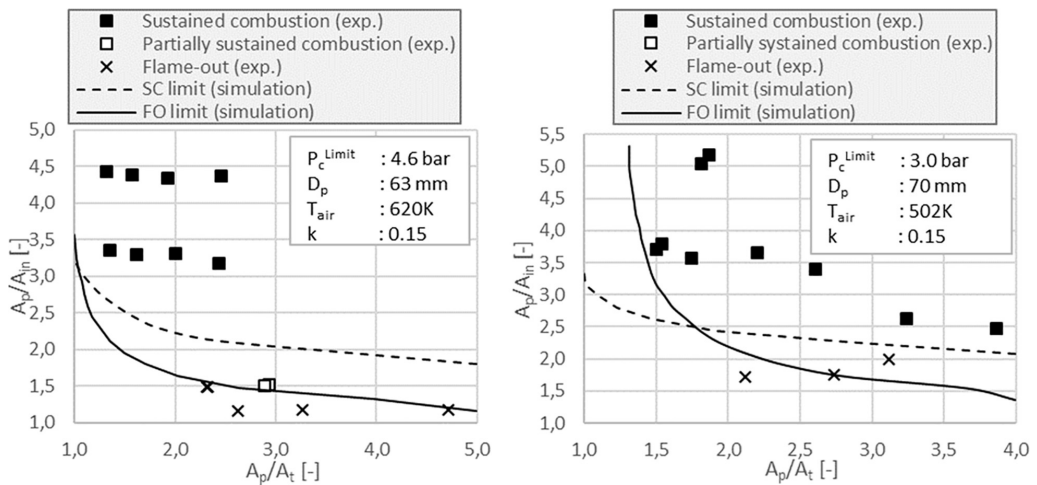 Sustained combustion (exp.)
Partially sustained combustion (exp.)
Flame-out (exp.)
SC limit (simulation)
FO limit (simulation)
5,0
4,5
4,0
3,5
3,0
2,5
2,0
1,5
1,0
Ap/Ain [-]
PcLimit : 4.6 bar
Dp : 63 mm
Tair : 620K
k : 0.15
1,0 2,0 3,0 4,0 5,0
Ap/At [-]
Sustained combustion (exp.)
Partially systained combustion (exp.)
Flame-out (exp.)
SC limit (simulation)
FO limit (simulation)
5,5
5,0
4,5
4,0
3,5
3,0
2,5
2,0
1,5
1,0
Ap/Ain [-]
PcLimit : 3.0 bar
Dp : 70 mm
Tair : 502K
k : 0.15
1,0 1,5 2,0 2,5 3,0 3,5 4,0
Ap/At [-]